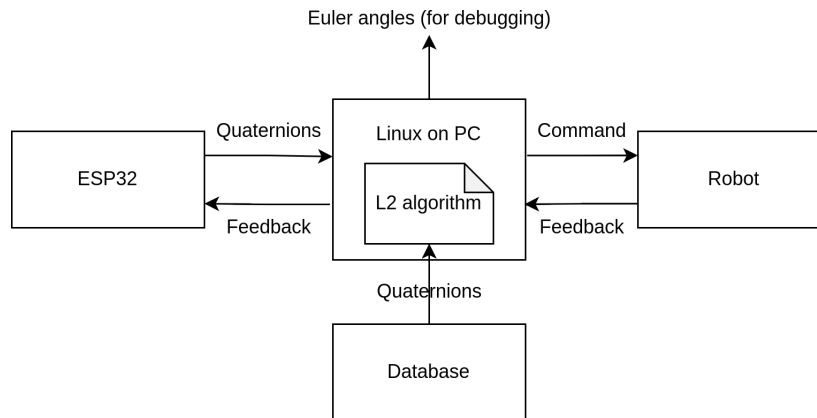 Euler angles (for debugging)
Quaternions
Linux on PC
Command
ESP32
L2 algorithm
Robot
Feedback
Feedback
Quaternions
Database